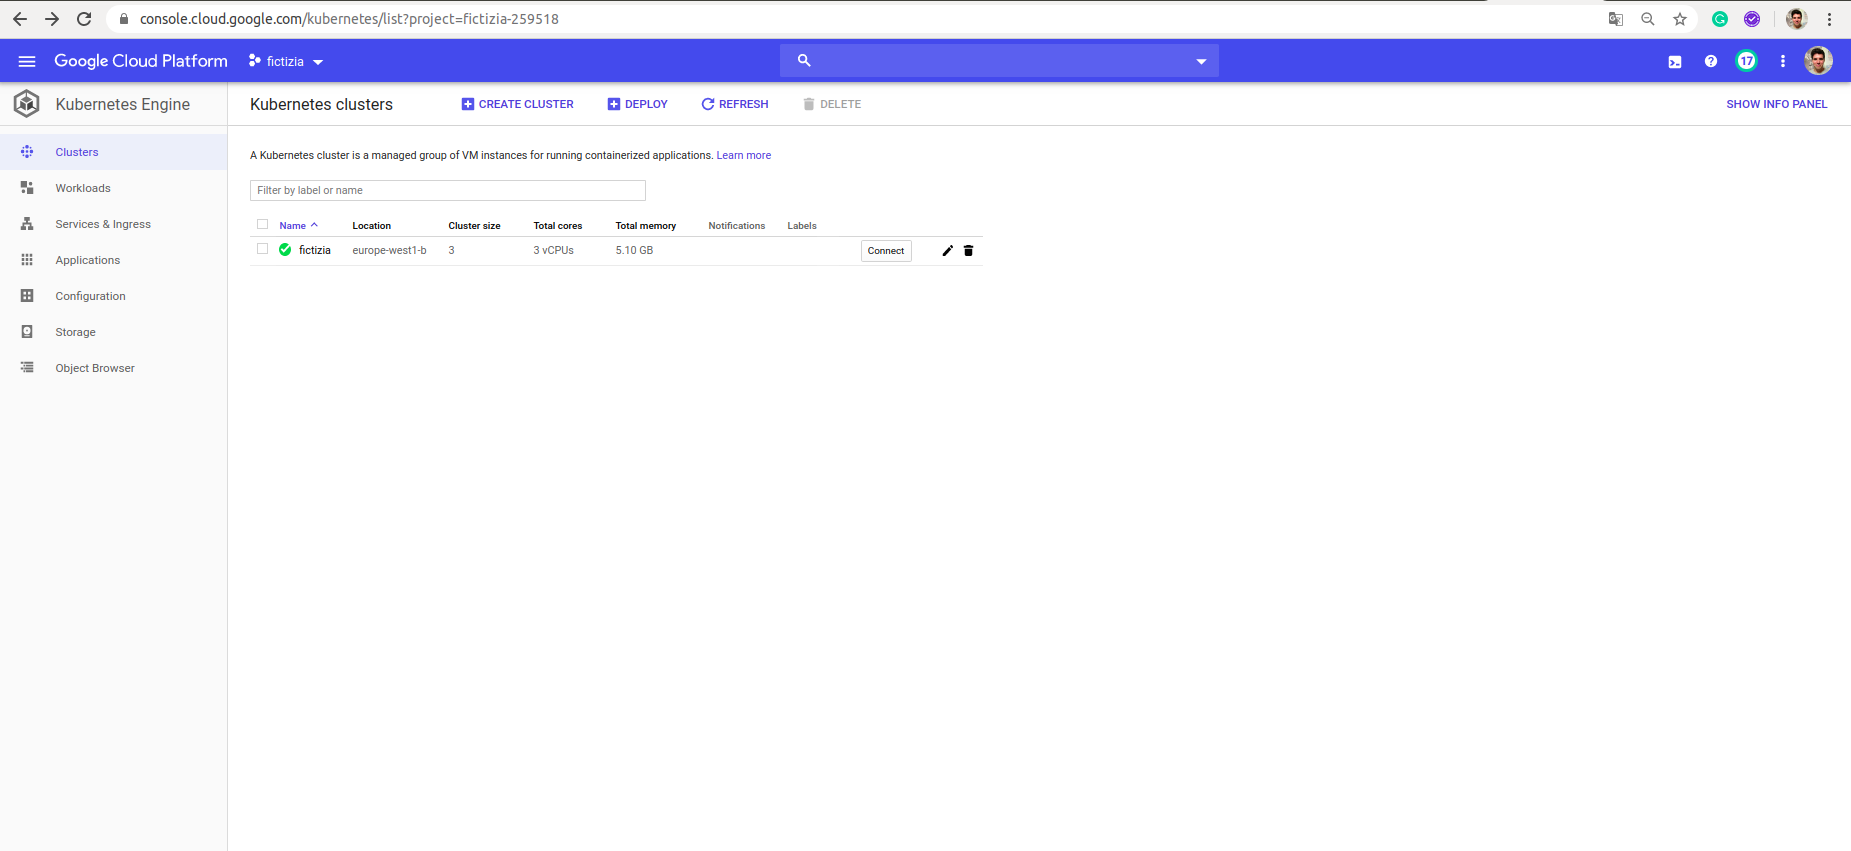 console.cloud.google.com/kubernetes/list?project=fictizia-259518
Google Cloud Platform fictizia 17
Kubernetes Engine
Kubernetes clusters CREATE CLUSTER DEPLOY REFRESH DELETE SHOW INFO PANEL
Clusters
Workloads
Services & Ingress
Applications
Configuration
Storage
Object Browser
A Kubernetes cluster is a managed group of VM instances for running containerized applications. Learn more
Filter by label or name
Name Location Cluster size Total cores Total memory Notifications Labels
fictizia europe-west1-b 3 3 vCPUs 5.10 GB Connect